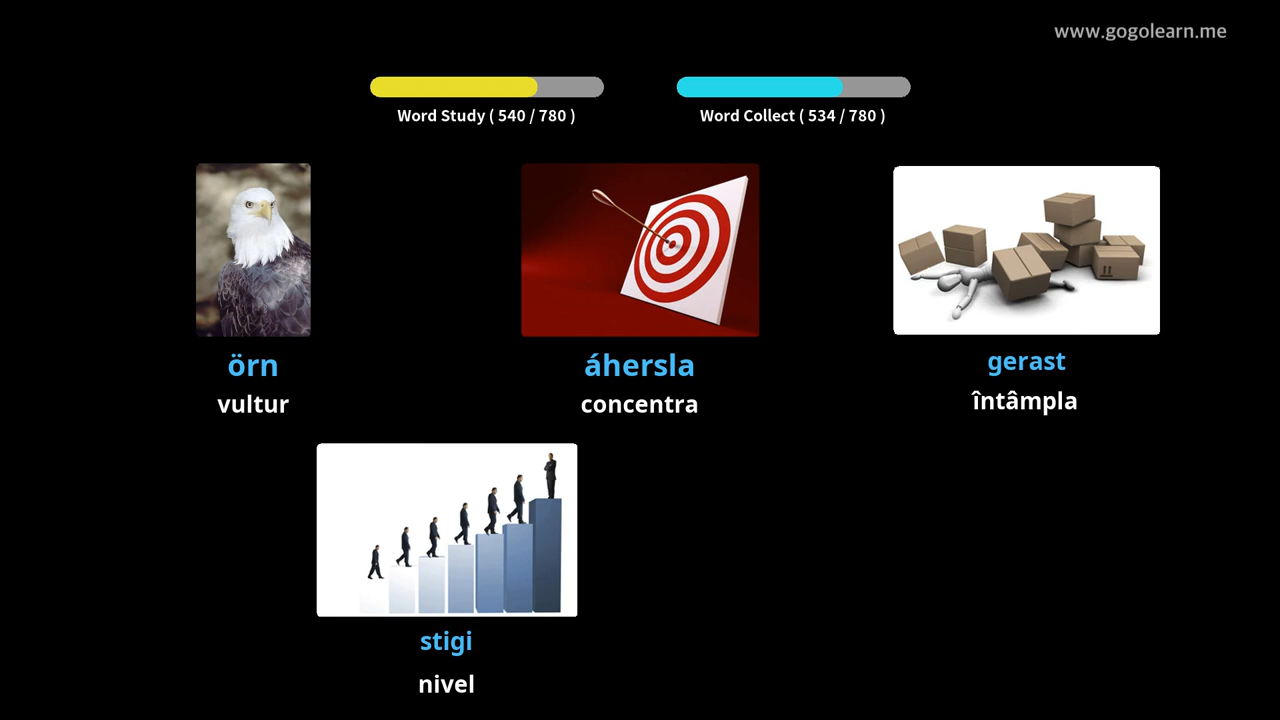 www.gogolearn.me
Word Study ( 540 / 780 )
Word Collect ( 534 / 780 )
örn
vultur
áhersla
concentra
gerast
întâmpla
stigi
nivel